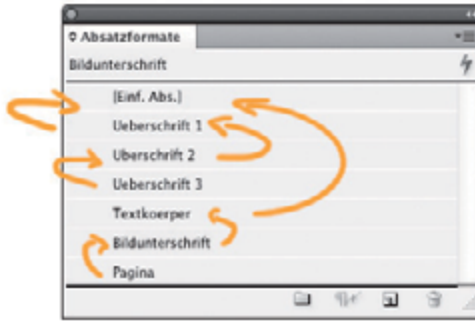 Absatzformate
Bildunterschrift
[Einf. Abs.]
Ueberschrift 1
Uberschrift 2
Ueberschrift 3
Textkoerper
Bildunterschrift
Pagina